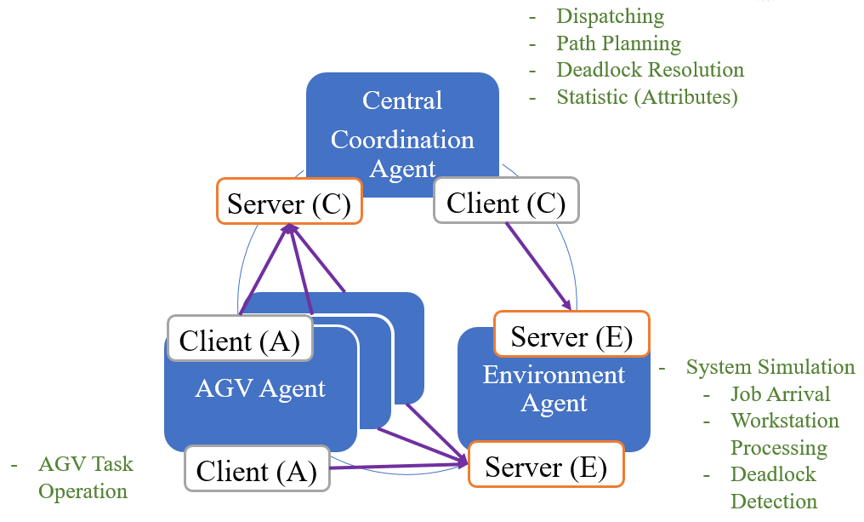 - Dispatching
- Path Planning
- Deadlock Resolution
- Statistic (Attributes)
Central
Coordination
Agent
Server (C)
Client (C)
Client (A)
AGV Agent
Client (A)
Server (E)
Environment
Agent
Server (E)
- AGV Task
Operation
- System Simulation
- Job Arrival
- Workstation
Processing
- Deadlock
Detection